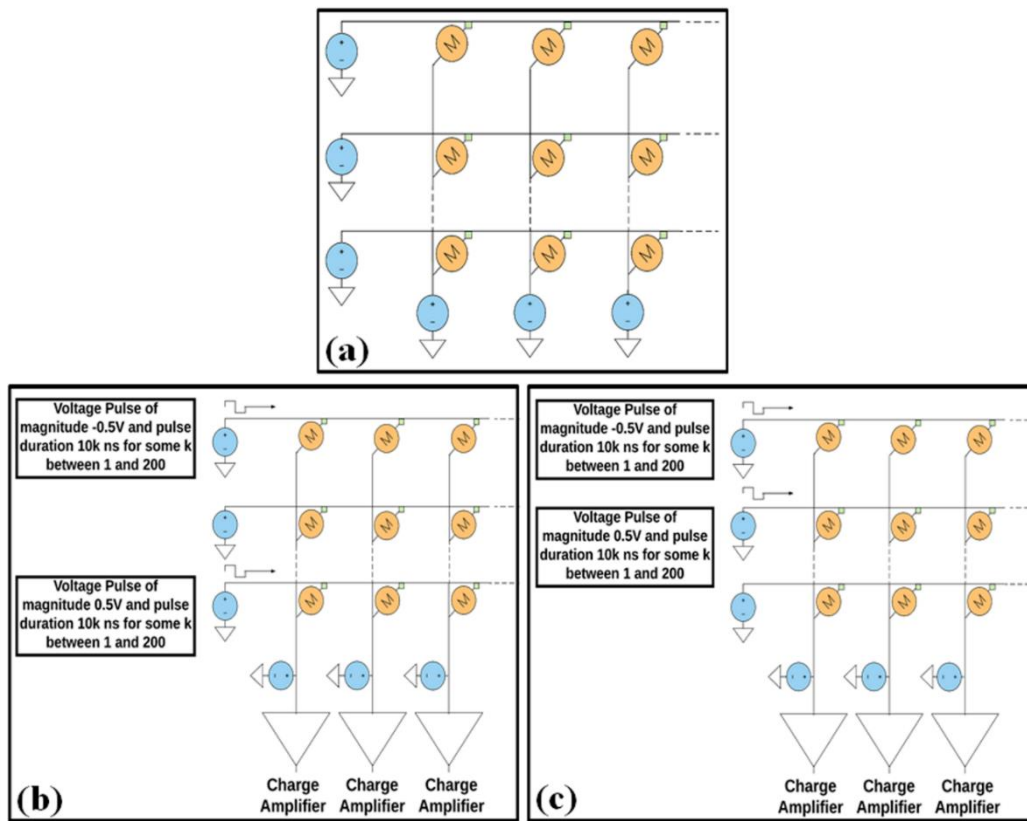 M M M
M M M
M M M
(a)
Voltage Pulse of
magnitude -0.5V and pulse
duration 10k ns for some k
between 1 and 200
M M M
M M M
Voltage Pulse of
magnitude 0.5V and pulse
duration 10k ns for some k
between 1 and 200
M M M
Charge Charge Charge
Amplifier Amplifier Amplifier
(b)
Voltage Pulse of
magnitude -0.5V and pulse
duration 10k ns for some k
between 1 and 200
M M M
Voltage Pulse of
magnitude 0.5V and pulse
duration 10k ns for some k
between 1 and 200
M M M
M M M
Charge Charge Charge
Amplifier Amplifier Amplifier
(c)